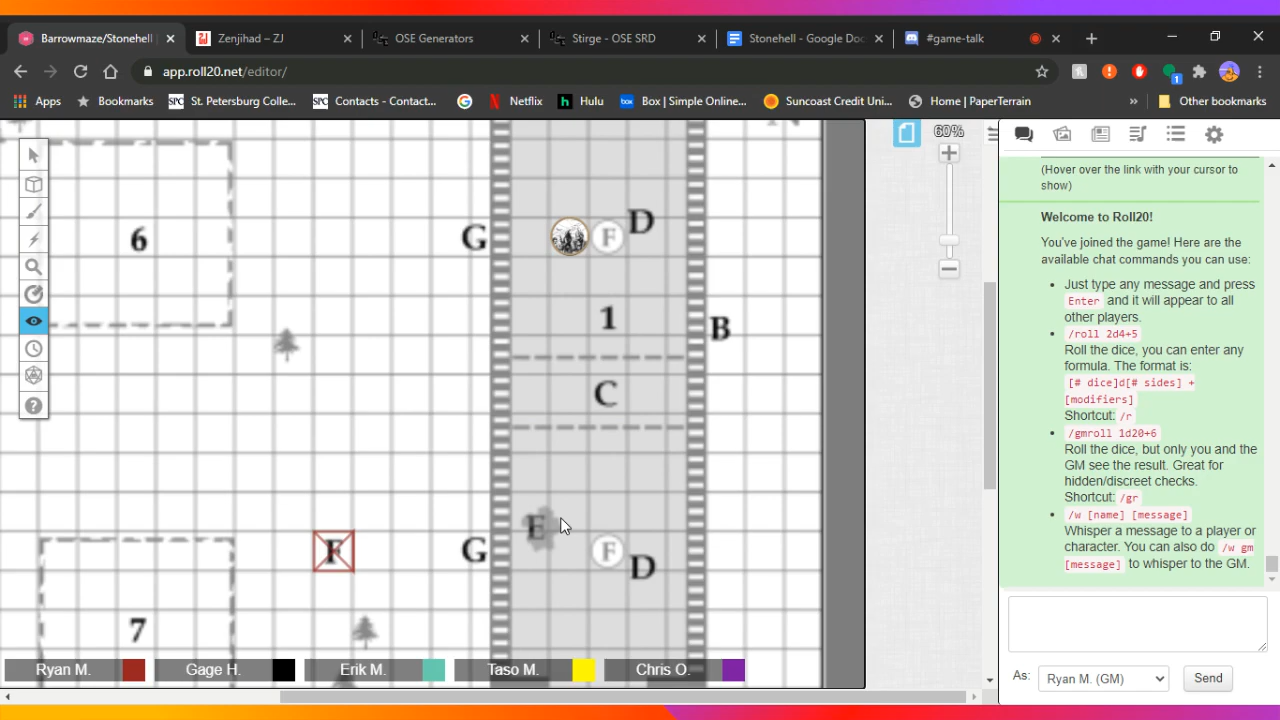 Barrowmaze/Stonehell
Zenjihad – ZJ
OSE Generators
Stirge - OSE SRD
Stonehell - Google Doc
#game-talk
app.roll20.net/editor/
1
Apps
Bookmarks
SPC
St. Petersburg Colle...
SPC
Contacts - Contact...
Netflix
Hulu
Box | Simple Online...
Suncoast Credit Uni...
Home | PaperTerrain
Other bookmarks
N
60%
(Hover over the link with your cursor to
show)
Welcome to Roll20!
You've joined the game! Here are the
available chat commands you can use:
Just type any message and press
Enter and it will appear to all
other players.
/roll 2d4+5
Roll the dice, you can enter any
formula. The format is:
[# dice]d[# sides] +
[modifiers]
Shortcut: /r
/gmroll 1d20+6
Roll the dice, but only you and the
GM see the result. Great for
hidden/discreet checks.
Shortcut: /gr
/w [name] [message]
Whisper a message to a player or
character. You can also do /w gm
[message] to whisper to the GM.
6
G
F
D
1
B
C
E
F
G
F
D
7
Ryan M.
Gage H.
Erik M.
Taso M.
Chris O.
As:
Ryan M. (GM)
Send